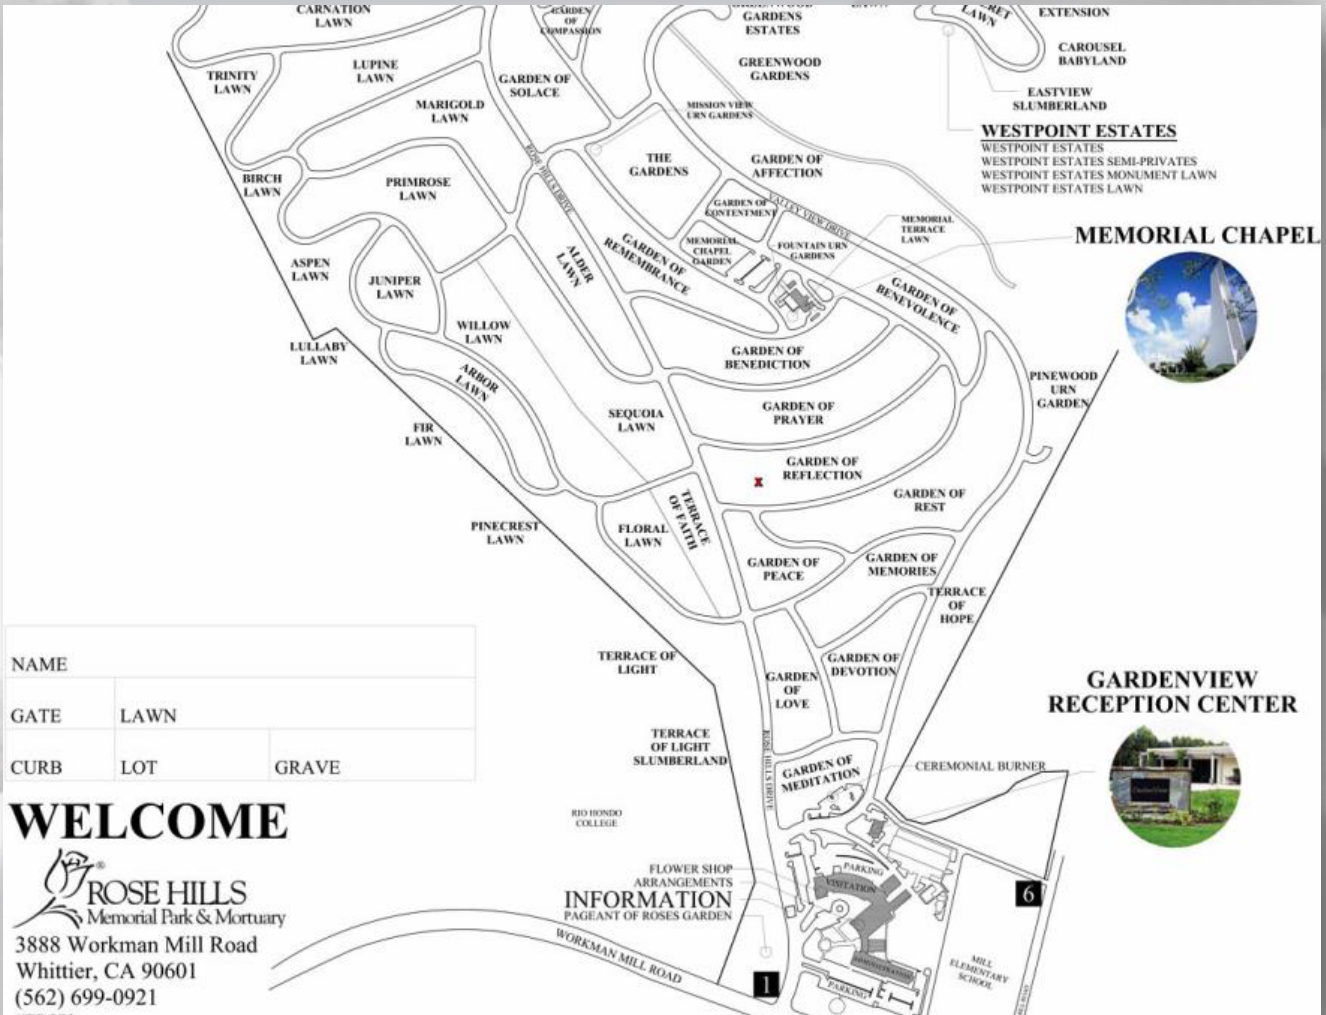 CARNATION
LAWN
GARDEN
OF
COMPASSION
GARDENS
ESTATES
LAWN
EXTENSION
CAROUSEL
BABYLAND
TRINITY
LAWN
LUPINE
LAWN
GARDEN OF
SOLACE
GREENWOOD
GARDENS
EASTVIEW
SLUMBERLAND
MARIGOLD
LAWN
MISSION VIEW
URN GARDENS
WESTPOINT ESTATES
WESTPOINT ESTATES
WESTPOINT ESTATES SEMI-PRIVATES
WESTPOINT ESTATES MONUMENT LAWN
WESTPOINT ESTATES LAWN
ROSE HILLS DRIVE
THE
GARDENS
GARDEN OF
AFFECTION
BIRCH
LAWN
PRIMROSE
LAWN
GARDEN OF
CONTENTMENT
VALLEY VIEW DRIVE
MEMORIAL
TERRACE
LAWN
MEMORIAL CHAPEL
MEMORIAL
CHAPEL
GARDEN
FOUNTAIN URN
GARDENS
GARDEN OF
REMEMBRANCE
ALDER
LAWN
ASPEN
LAWN
JUNIPER
LAWN
GARDEN OF
BENEVOLENCE
WILLOW
LAWN
LULLABY
LAWN
GARDEN OF
BENEDICTION
ARBOR
LAWN
PINEWOOD
URN
GARDEN
SEQUOIA
LAWN
GARDEN OF
PRAYER
FIR
LAWN
GARDEN OF
REFLECTION
X
GARDEN OF
REST
TERRACE
OF FAITH
PINECREST
LAWN
FLORAL
LAWN
GARDEN OF
PEACE
GARDEN OF
MEMORIES
TERRACE
OF
HOPE
TERRACE OF
LIGHT
GARDEN OF
DEVOTION
GARDEN
OF
LOVE
GARDENVIEW
RECEPTION CENTER
NAME
GATE LAWN
CURB LOT GRAVE
TERRACE
OF LIGHT
SLUMBERLAND
ROSE HILLS DRIVE
GARDEN OF
MEDITATION
CEREMONIAL BURNER
RIO HONDO
COLLEGE
FLOWER SHOP
ARRANGEMENTS
INFORMATION
PAGEANT OF ROSES GARDEN
PARKING
VISITATION
6
WORKMAN MILL ROAD
ADMINISTRATION
MILL
ELEMENTARY
SCHOOL
1
PARKING
WELCOME
®
ROSE HILLS
Memorial Park & Mortuary
3888 Workman Mill Road
Whittier, CA 90601
(562) 699-0921